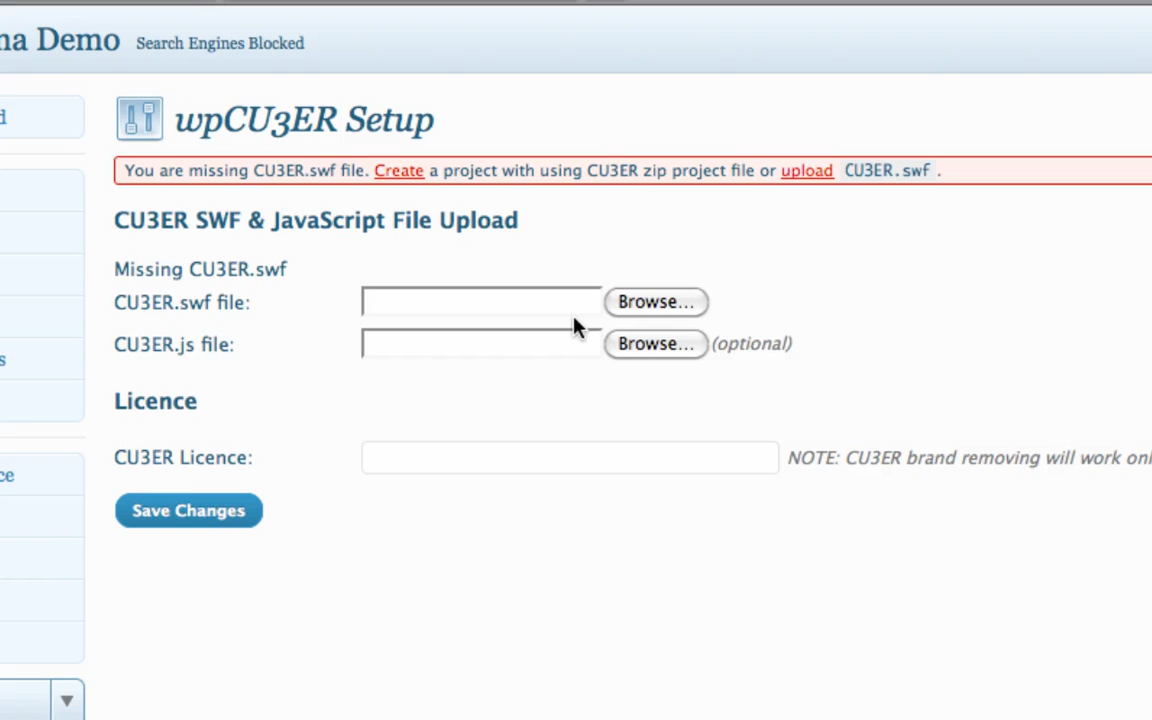 na Demo Search Engines Blocked
d
wpCU3ER Setup
You are missing CU3ER.swf file. Create a project with using CU3ER zip project file or upload CU3ER.swf .
CU3ER SWF & JavaScript File Upload
Missing CU3ER.swf
CU3ER.swf file: Browse...
CU3ER.js file: Browse... (optional)
s
Licence
CU3ER Licence: NOTE: CU3ER brand removing will work onl
ce
Save Changes